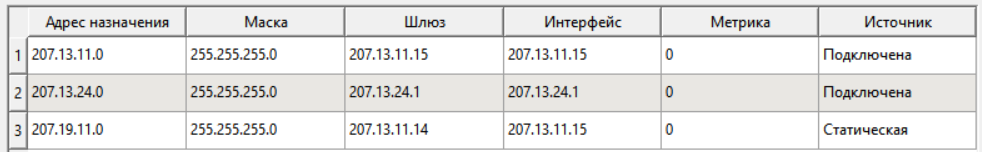 Адрес назначения Маска Шлюз Интерфейс Метрика Источник
1 207.13.11.0 255.255.255.0 207.13.11.15 207.13.11.15 0 Подключена
2 207.13.24.0 255.255.255.0 207.13.24.1 207.13.24.1 0 Подключена
3 207.19.11.0 255.255.255.0 207.13.11.14 207.13.11.15 0 Статическая